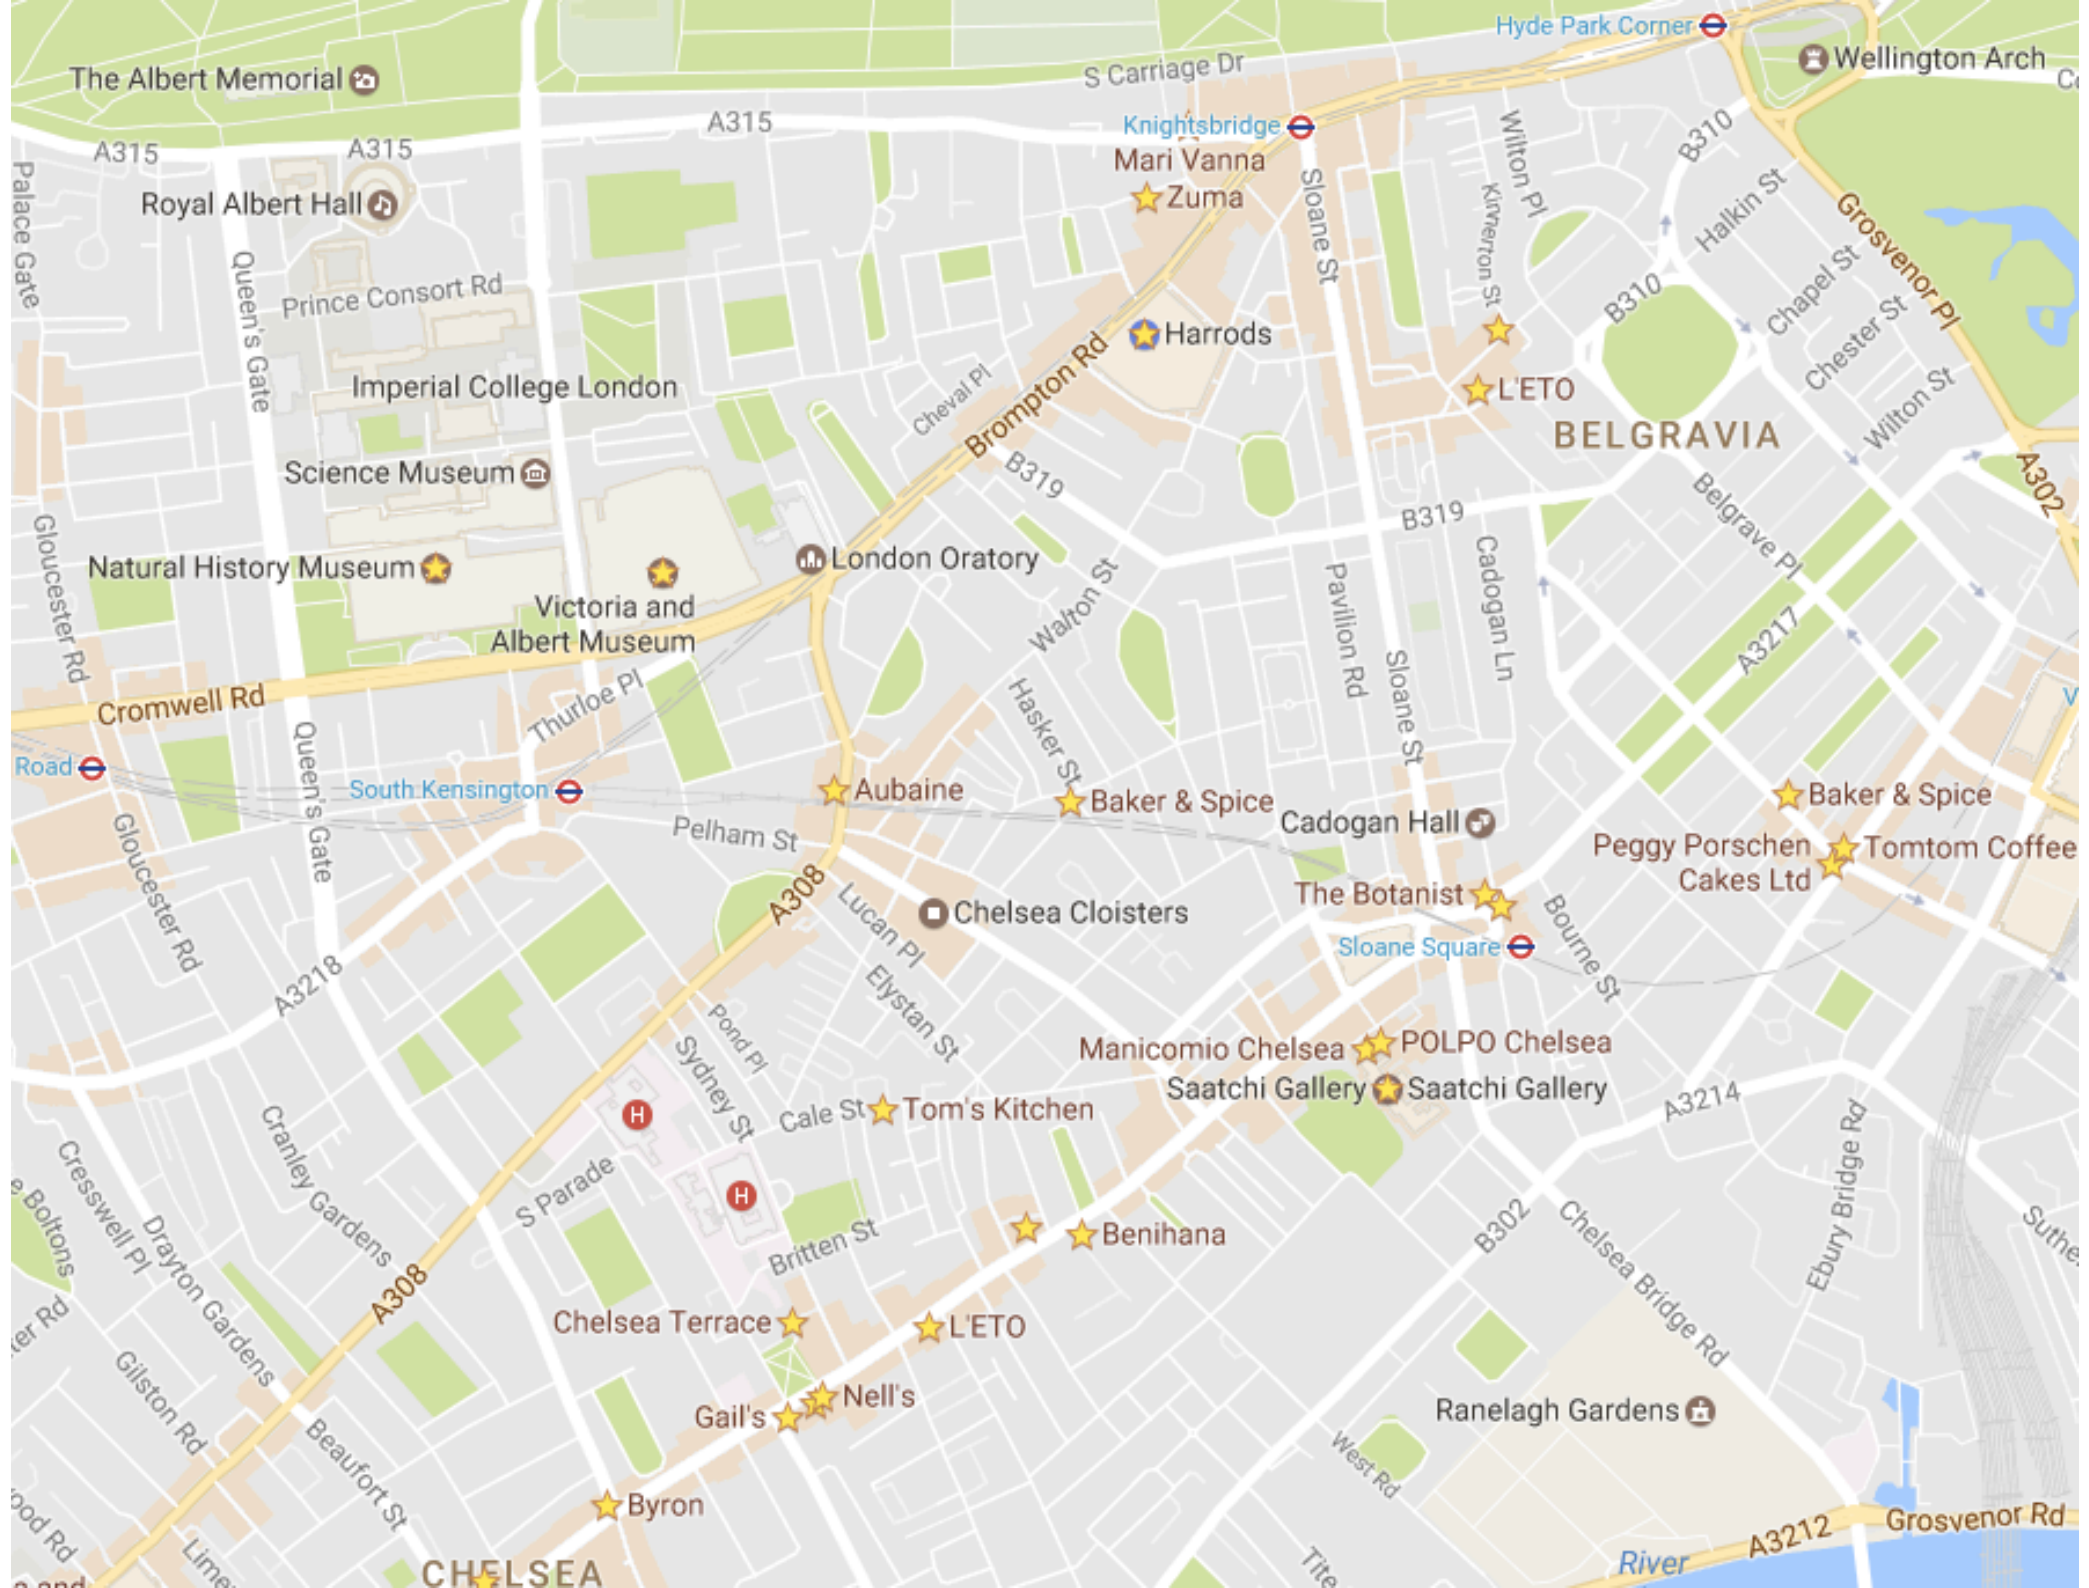 Hyde Park Corner
Wellington Arch
The Albert Memorial
S Carriage Dr
A315
Knightsbridge
A315
A315
Mari Vanna
Zuma
Royal Albert Hall
Palace Gate
Sloane St
Wilton Pl
Kinnerton St
B310
Halkin St
Grosvenor Pl
Queen's Gate
Prince Consort Rd
B310
Chapel St
Chester St
Harrods
Imperial College London
Cheval Pl
Brompton Rd
L'ETO
Wilton St
BELGRAVIA
Science Museum
B319
B319
Belgrave Pl
A302
Gloucester Rd
Natural History Museum
London Oratory
Victoria and
Albert Museum
Walton St
Pavilion Rd
Cadogan Ln
A3217
Cromwell Rd
Thurloe Pl
Hasker St
Sloane St
Queen's Gate
Road
South Kensington
Aubaine
Baker & Spice
Baker & Spice
Cadogan Hall
Pelham St
Gloucester Rd
Peggy Porschen
Cakes Ltd
Tomtom Coffee
A308
Lucan Pl
Chelsea Cloisters
The Botanist
Sloane Square
Bourne St
A3218
Elystan St
Pond Pl
Sydney St
Manicomio Chelsea
POLPO Chelsea
Saatchi Gallery
Saatchi Gallery
A3214
H
Cale St
Tom's Kitchen
Ebury Bridge Rd
Cranley Gardens
S Parade
H
Cresswell Pl
e Boltons
Drayton Gardens
Britten St
Benihana
B302
Chelsea Bridge Rd
Suthe
A308
Chelsea Terrace
L'ETO
ter Rd
Gilston Rd
Gail's
Nell's
Ranelagh Gardens
West Rd
Beaufort St
Byron
Grosvenor Rd
A3212
River
ood Rd
Lime
CHELSEA
Tite